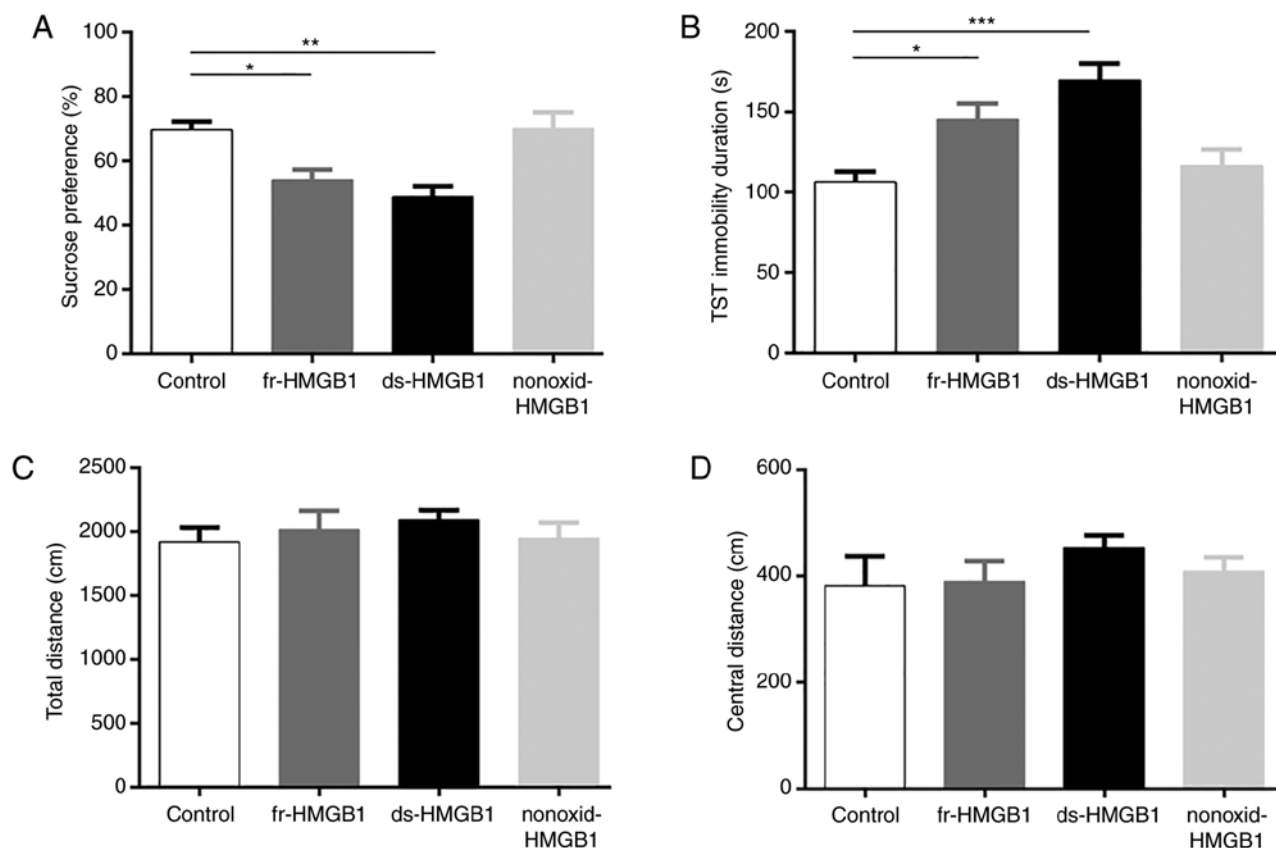 A
Sucrose preference (%)
100
80
60
40
20
0
**
*
Control
fr-HMGB1
ds-HMGB1
nonoxid-
HMGB1
B
TST immobility duration (s)
200
150
100
50
0
***
*
Control
fr-HMGB1
ds-HMGB1
nonoxid-
HMGB1
C
Total distance (cm)
2500
2000
1500
1000
500
0
Control
fr-HMGB1
ds-HMGB1
nonoxid-
HMGB1
D
Central distance (cm)
600
400
200
0
Control
fr-HMGB1
ds-HMGB1
nonoxid-
HMGB1